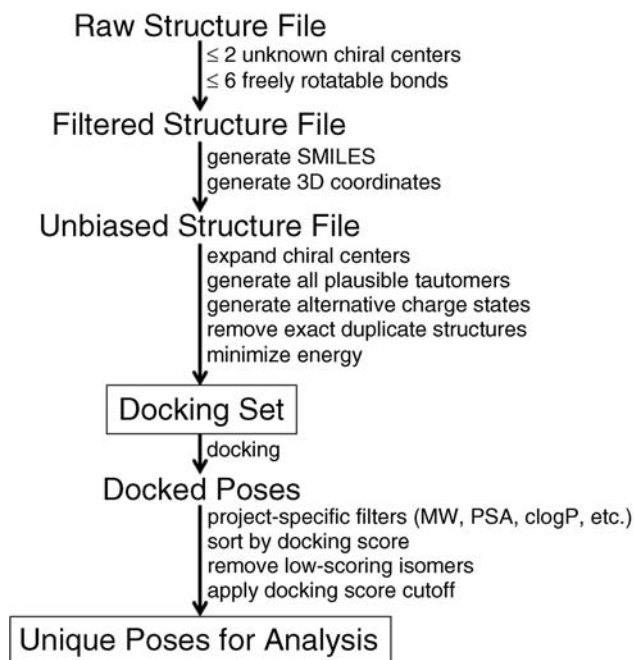 Raw Structure File
≤ 2 unknown chiral centers
≤ 6 freely rotatable bonds
Filtered Structure File
generate SMILES
generate 3D coordinates
Unbiased Structure File
expand chiral centers
generate all plausible tautomers
generate alternative charge states
remove exact duplicate structures
minimize energy
Docking Set
docking
Docked Poses
project-specific filters (MW, PSA, clogP, etc.)
sort by docking score
remove low-scoring isomers
apply docking score cutoff
Unique Poses for Analysis